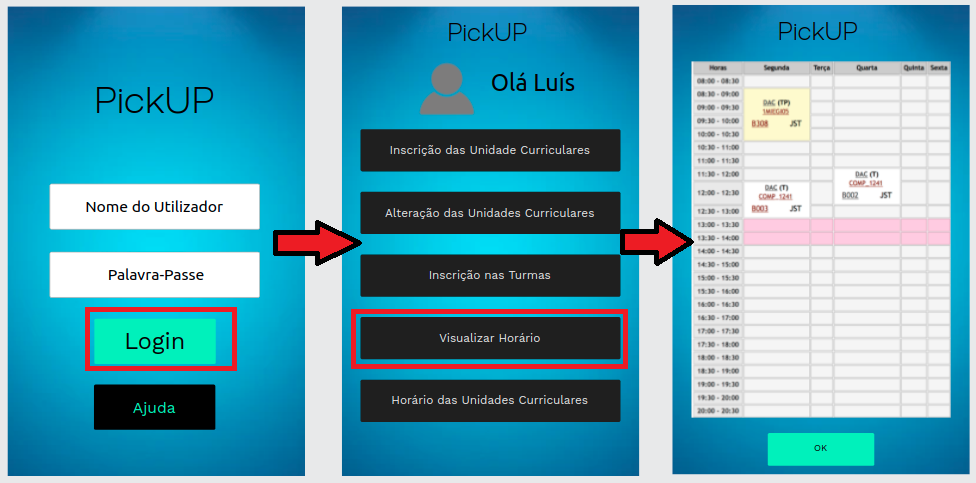 PickUP
Nome do Utilizador
Palavra-Passe
Login
Ajuda
PickUP
Olá Luís
Inscrição das Unidade Curriculares
Alteração das Unidades Curriculares
Inscrição nas Turmas
Visualizar Horário
Horário das Unidades Curriculares
PickUP
Horas Segunda Terça Quarta Quinta Sexta
08:00 - 08:30
08:30 - 09:00
09:00 - 09:30
09:30 - 10:00
10:00 - 10:30
DAC (TP)
1MIEGI05
B308 JST
10:30 - 11:00
11:00 - 11:30
11:30 - 12:00
12:00 - 12:30
12:30 - 13:00
DAC (T)
COMP_1241
B003 JST
DAC (T)
COMP_1241
B002 JST
13:00 - 13:30
13:30 - 14:00
14:00 - 14:30
14:30 - 15:00
15:00 - 15:30
15:30 - 16:00
16:00 - 16:30
16:30 - 17:00
17:00 - 17:30
17:30 - 18:00
18:00 - 18:30
18:30 - 19:00
19:00 - 19:30
19:30 - 20:00
20:00 - 20:30
OK